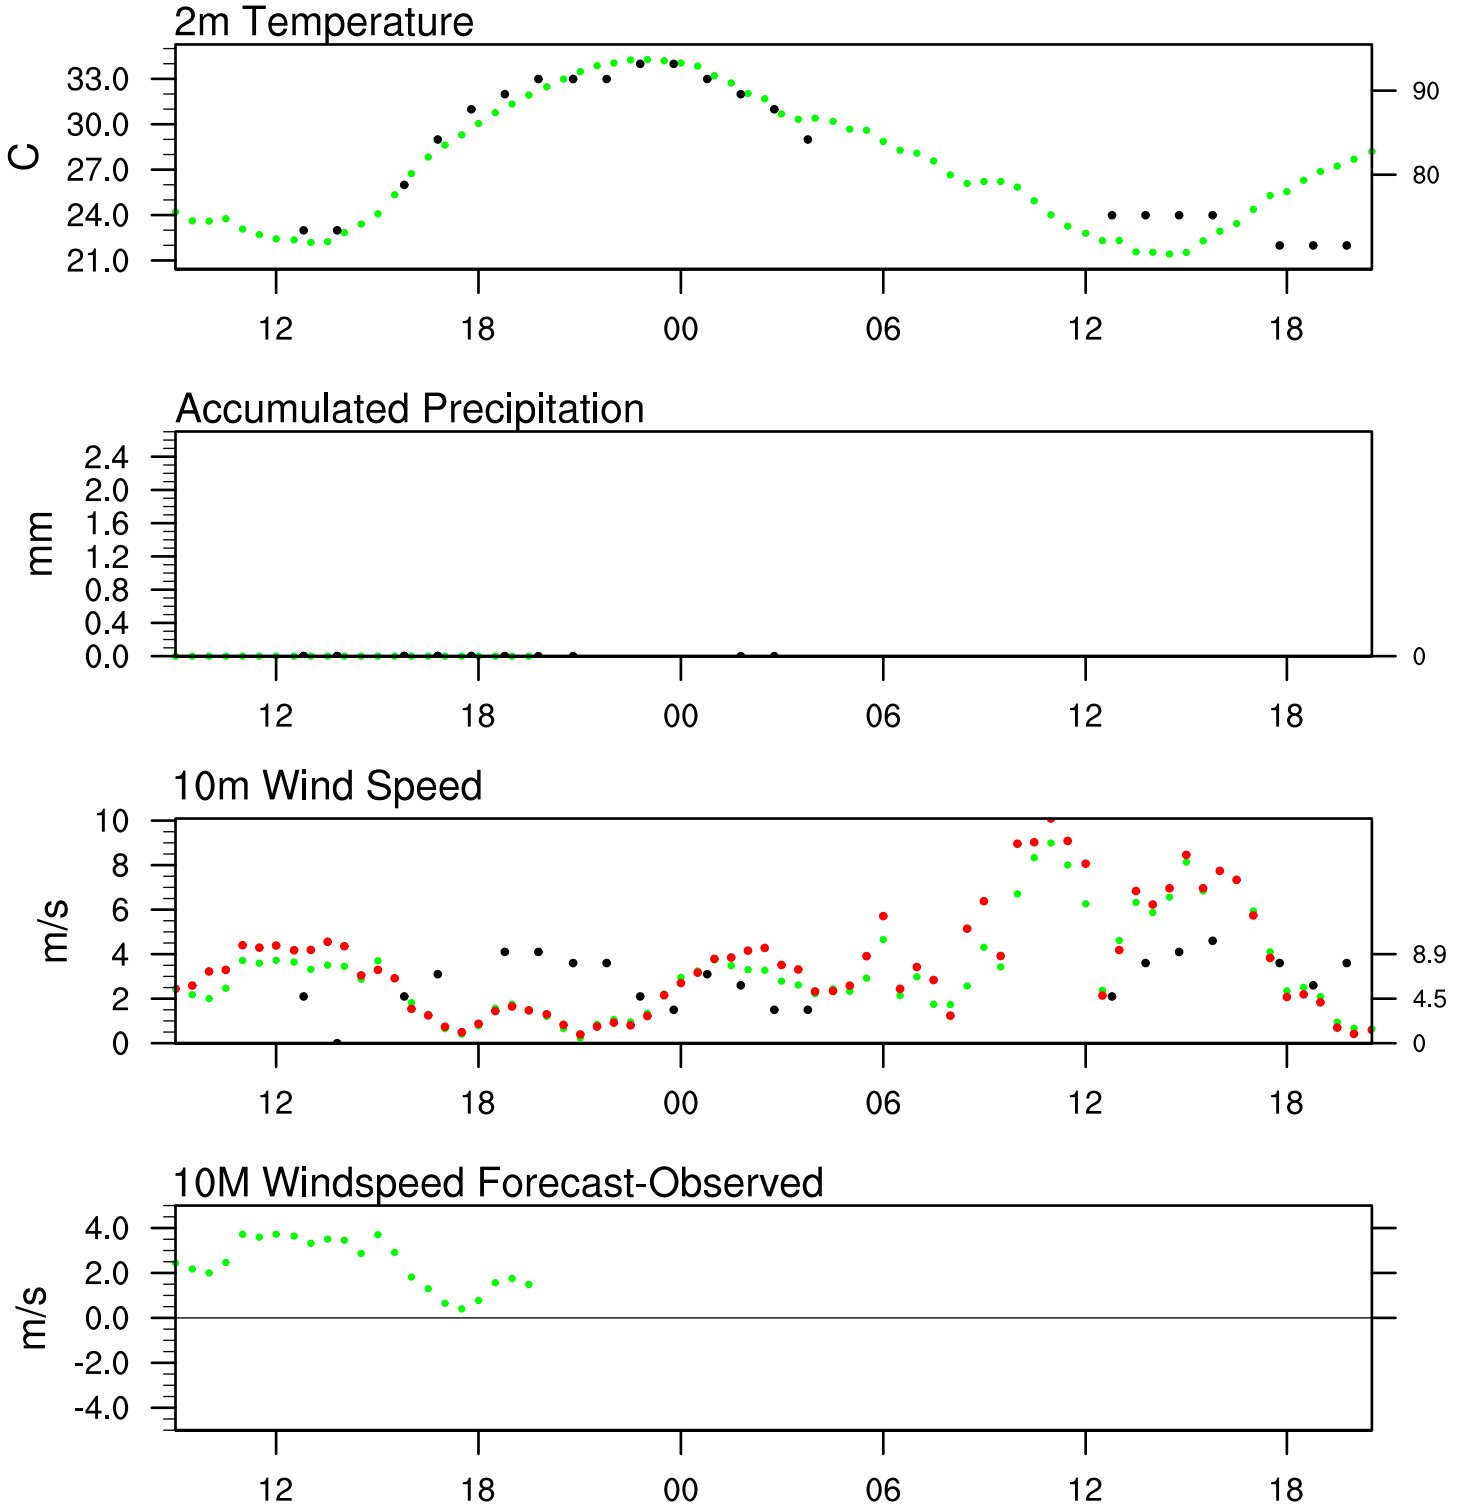 2m Temperature
33.0
30.0
27.0
24.0
21.0
C
90
80
12 18 00 06 12 18
Accumulated Precipitation
2.4
2.0
1.6
1.2
0.8
0.4
0.0
mm
0
12 18 00 06 12 18
10m Wind Speed
10
8
6
4
2
0
m/s
8.9
4.5
0
12 18 00 06 12 18
10M Windspeed Forecast-Observed
4.0
2.0
0.0
-2.0
-4.0
m/s
12 18 00 06 12 18